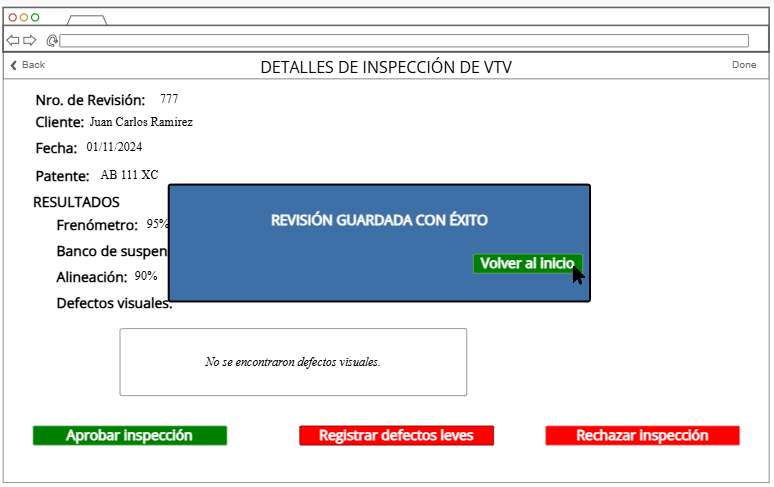 Back
DETALLES DE INSPECCIÓN DE VTV
Done
Nro. de Revisión: 777
Cliente: Juan Carlos Ramirez
Fecha: 01/11/2024
Patente: AB 111 XC
RESULTADOS
Frenómetro: 95%
Banco de suspen
Alineación: 90%
Defectos visuales:
REVISIÓN GUARDADA CON ÉXITO
Volver al inicio
No se encontraron defectos visuales.
Aprobar inspección
Registrar defectos leves
Rechazar inspección